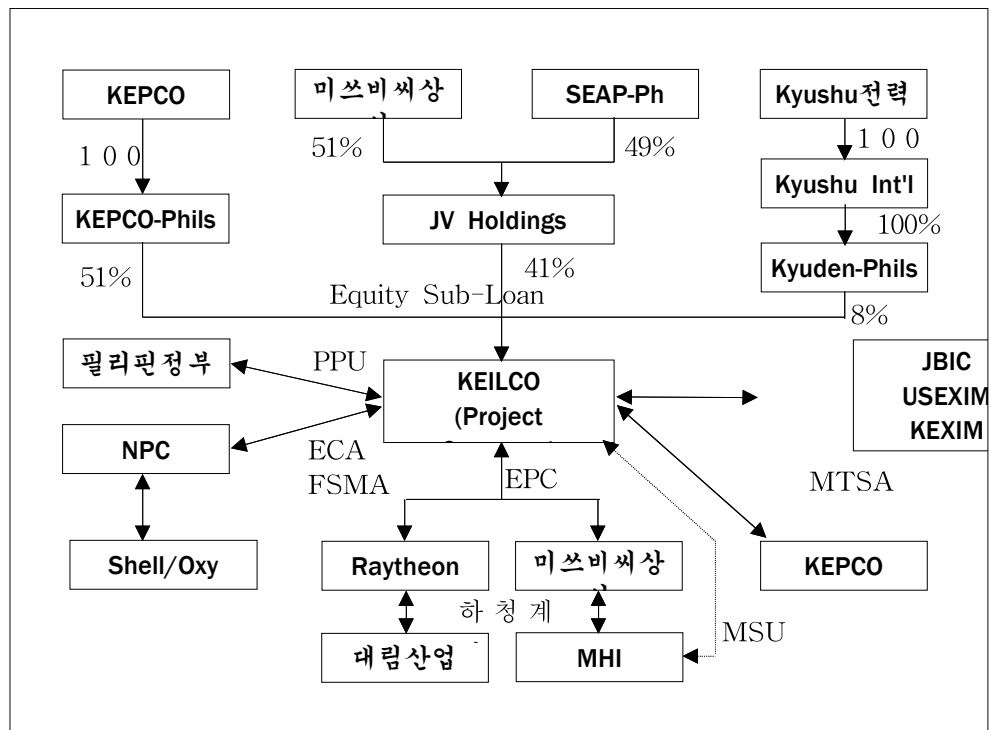 KEPCO
미쓰비씨상
SEAP-Ph
Kyushu전력
100
51%
49%
100
KEPCO-Phils
JV Holdings
Kyushu Int'l
100%
Kyuden-Phils
51%
41%
Equity Sub-Loan
8%
필리핀정부
PPU
KEILCO
(Project
JBIC
USEXIM
KEXIM
NPC
ECA
FSMA
EPC
MTSA
Shell/Oxy
Raytheon
미쓰비씨상
KEPCO
하청계
MSU
대림산업
MHI